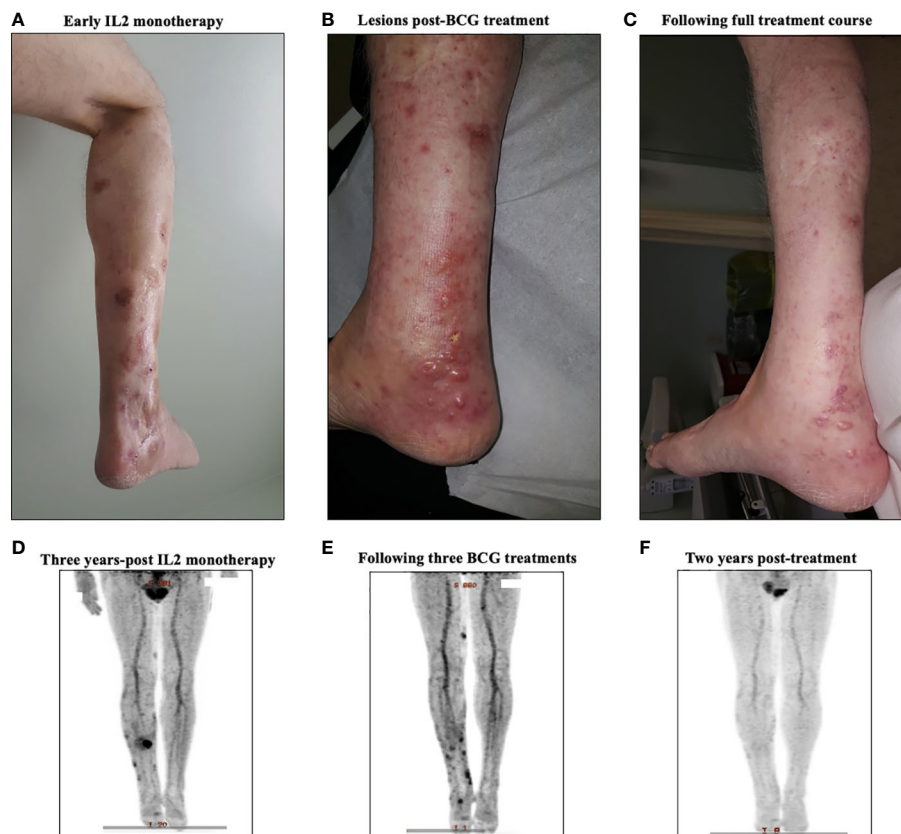 A Early IL2 monotherapy
B Lesions post-BCG treatment
C Following full treatment course
D Three years-post IL2 monotherapy
E Following three BCG treatments
F Two years post-treatment